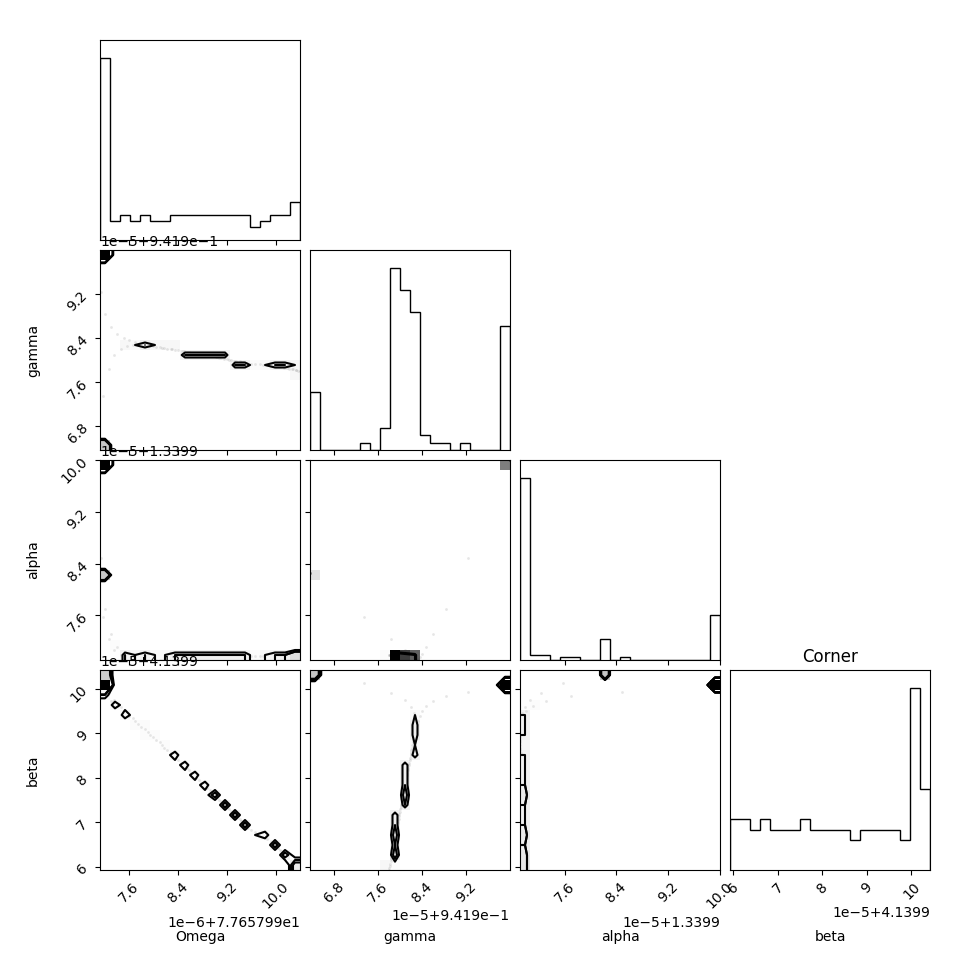 1e−5+9.419e−1
9.2
8.4
7.6
6.8
gamma
1e−5+1.3399
10.0
9.2
8.4
7.6
alpha
1e−5+4.1399
Corner
10
9
8
7
6
beta
7.6 8.4 9.2 10.0
6.8 7.6 8.4 9.2
7.6 8.4 9.2 10.0
6 7 8 9 10
1e−6+7.765799e1
1e−5+9.419e−1
1e−5+1.3399
1e−5+4.1399
Omega gamma alpha beta